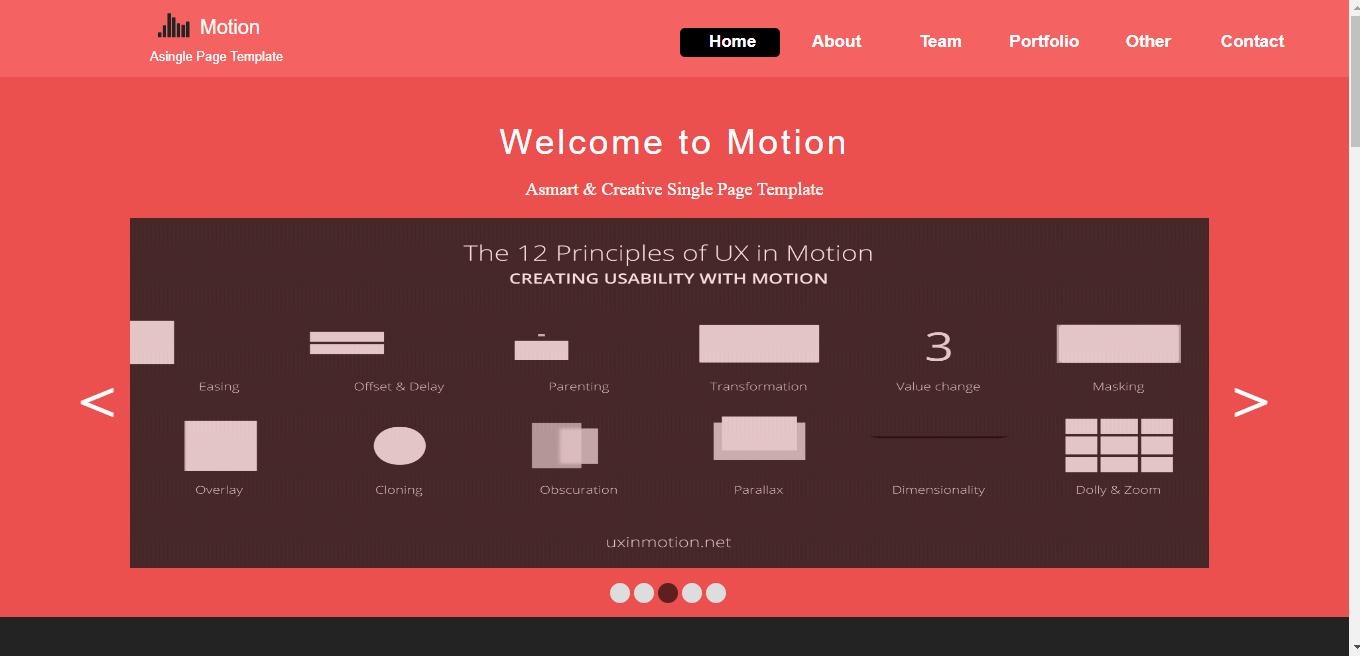 Motion
Asingle Page Template
Home About Team Portfolio Other Contact
Welcome to Motion
Asmart & Creative Single Page Template
The 12 Principles of UX in Motion
CREATING USABILITY WITH MOTION
3
Easing Offset & Delay Parenting Transformation Value change Masking
< >
Overlay Cloning Obscuration Parallax Dimensionality Dolly & Zoom
uxinmotion.net